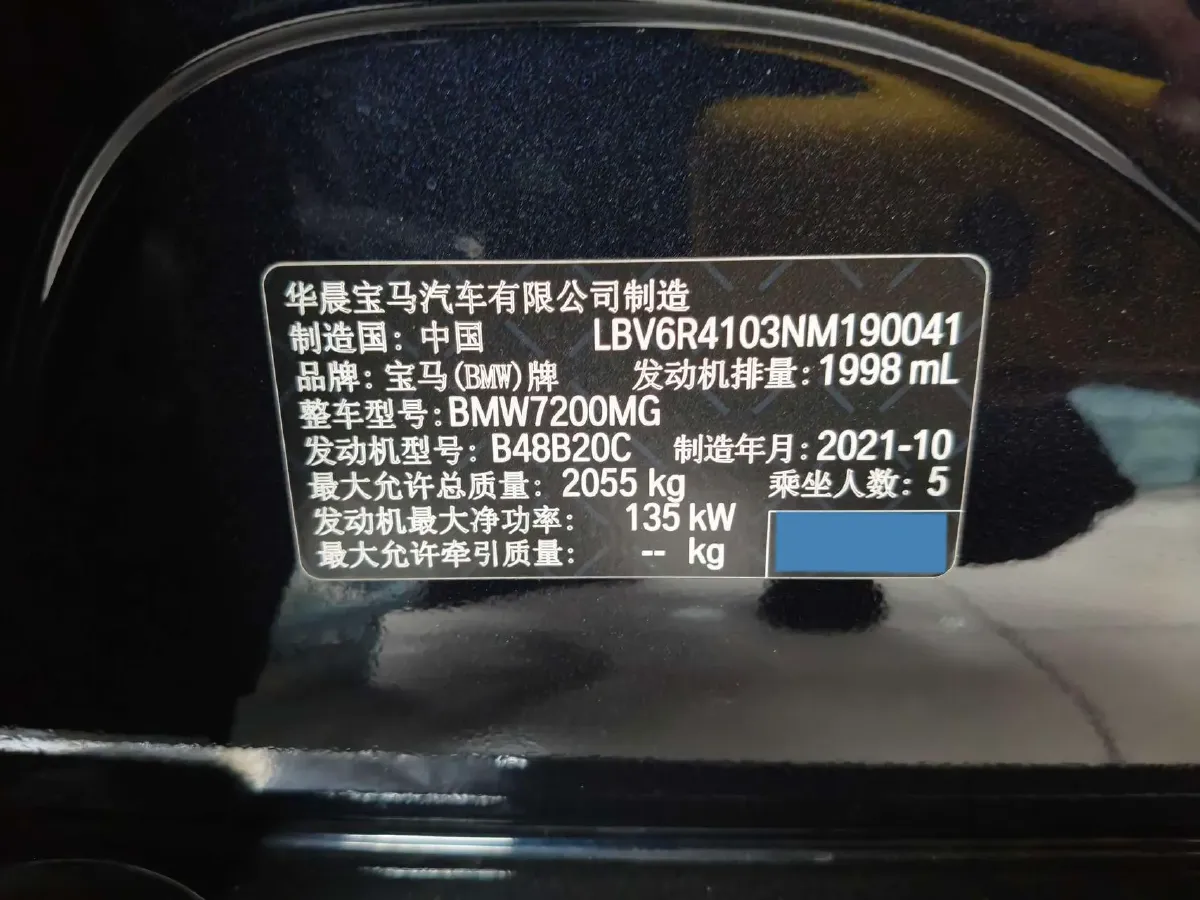 华晨宝马汽车有限公司制造
制造国：中国 LBV6R4103NM190041
品牌：宝马(BMW)牌 发动机排量：1998 mL
整车型号：BMW7200MG
发动机型号：B48B20C 制造年月：2021-10
最大允许总质量：2055 kg 乘坐人数：5
发动机最大净功率：135 kW
最大允许牵引质量：-- kg